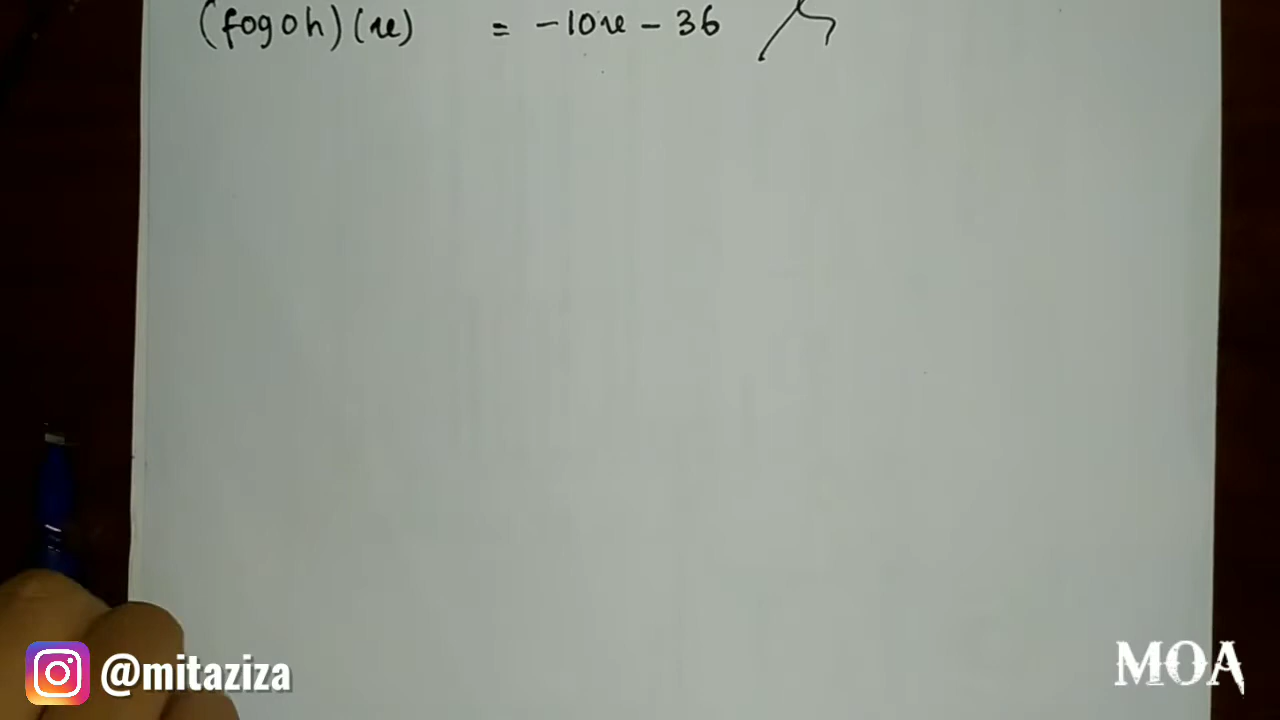 (fogoh)(x) = -10x - 36
@mitaziza
MOA